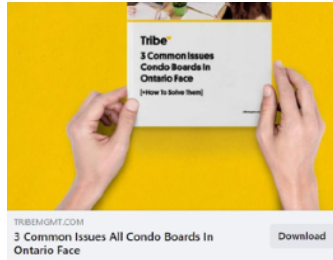 Tribe
3 Common Issues
Condo Boards In
Ontario Face
[+How To Solve Them]
TRIBEMGMT.COM
3 Common Issues All Condo Boards In
Ontario Face
Download